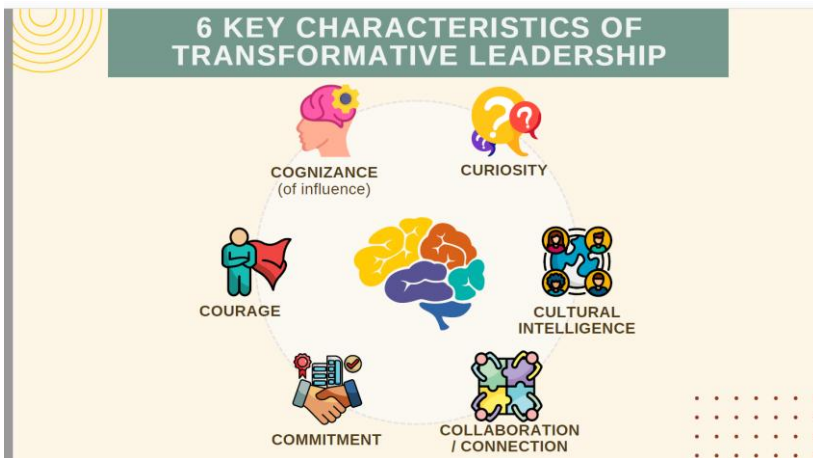 6 KEY CHARACTERISTICS OF
TRANSFORMATIVE LEADERSHIP
COGNIZANCE
(of influence)
CURIOSITY
? ? ?
COURAGE
CULTURAL
INTELLIGENCE
COMMITMENT
COLLABORATION
/ CONNECTION